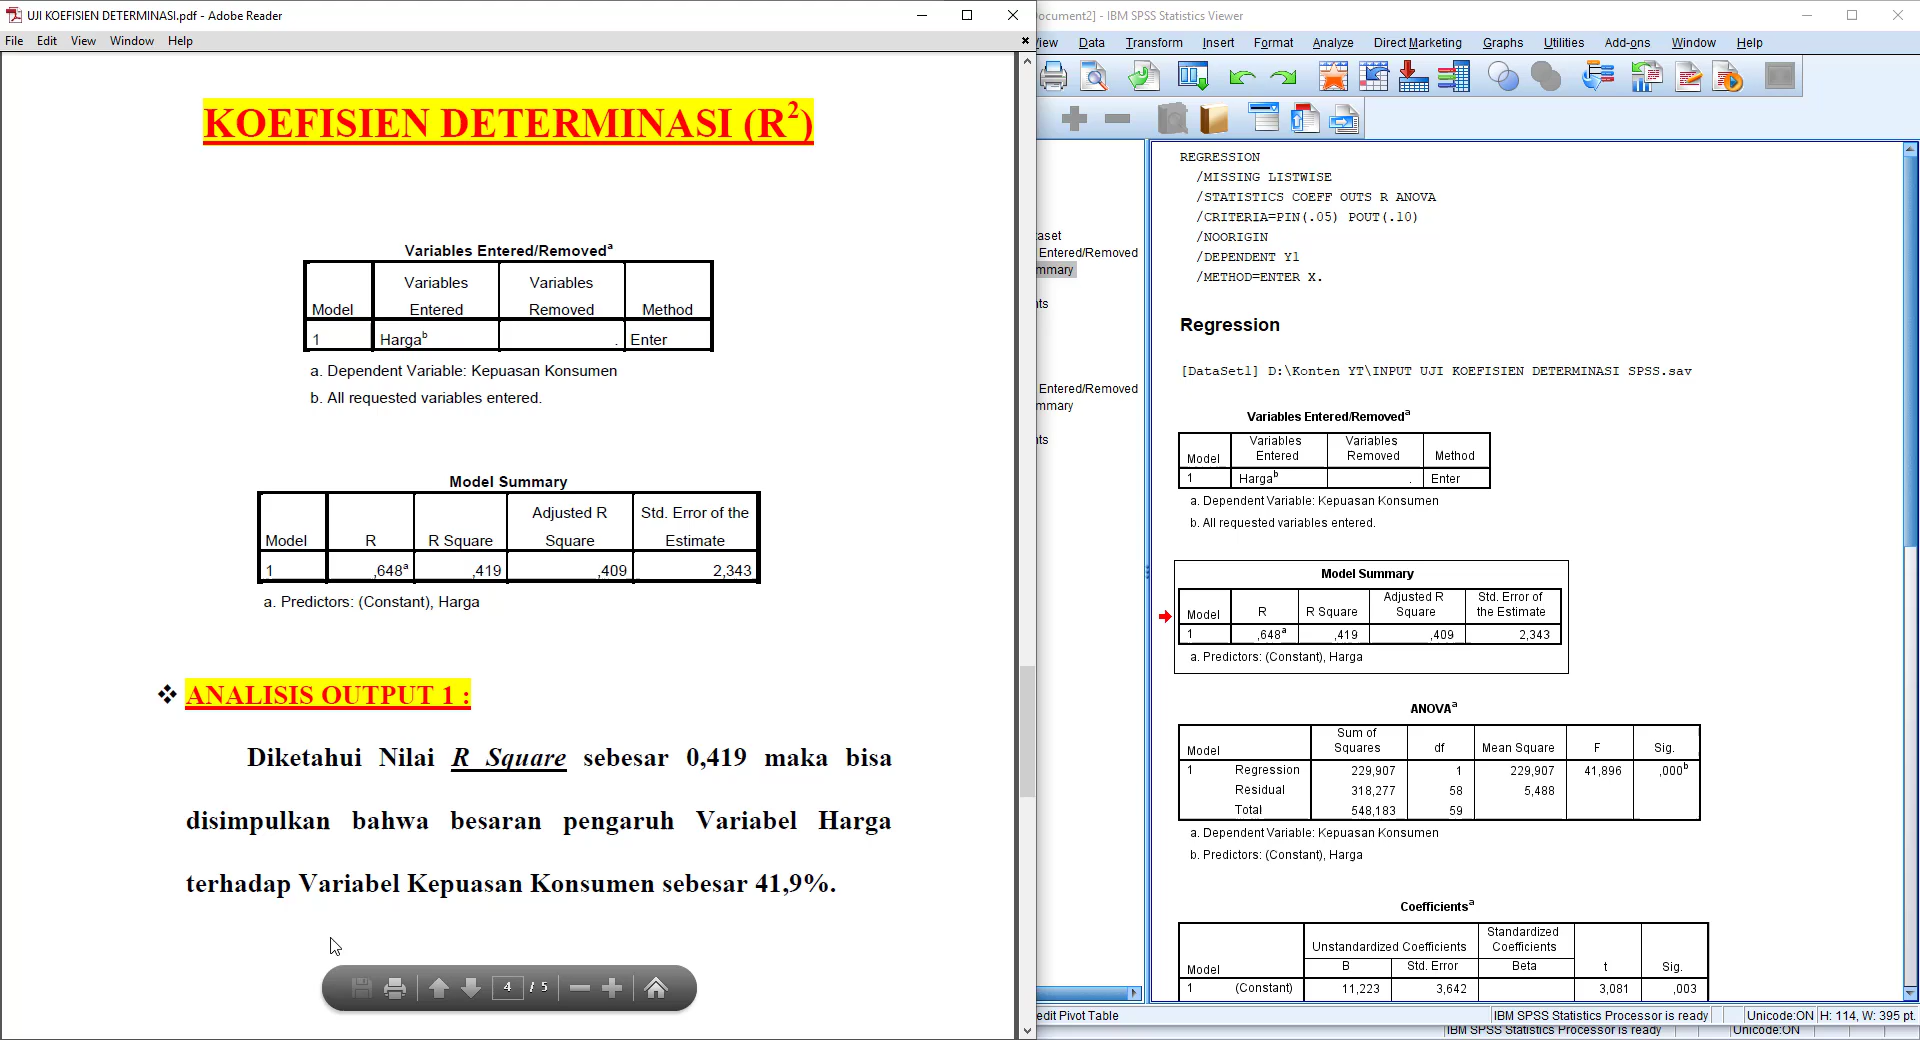 UJI KOEFISIEN DETERMINASI.pdf - Adobe Reader
File Edit View Window Help
KOEFISIEN DETERMINASI (R2)
Variables Entered/Removeda
Model Variables Entered Variables Removed Method
1 Hargab . Enter
a. Dependent Variable: Kepuasan Konsumen
b. All requested variables entered.
Model Summary
Model R R Square Adjusted R Square Std. Error of the Estimate
1 ,648a ,419 ,409 2,343
a. Predictors: (Constant), Harga
❖ ANALISIS OUTPUT 1 :
Diketahui Nilai R Square sebesar 0,419 maka bisa
disimpulkan bahwa besaran pengaruh Variabel Harga
terhadap Variabel Kepuasan Konsumen sebesar 41,9%.
4 / 5
ocument2] - IBM SPSS Statistics Viewer
iew Data Transform Insert Format Analyze Direct Marketing Graphs Utilities Add-ons Window Help
taset
Entered/Removed
mmary
nts
Entered/Removed
mmary
nts
REGRESSION
/MISSING LISTWISE
/STATISTICS COEFF OUTS R ANOVA
/CRITERIA=PIN(.05) POUT(.10)
/NOORIGIN
/DEPENDENT Y1
/METHOD=ENTER X.
Regression
[DataSet1] D:\Konten YT\INPUT UJI KOEFISIEN DETERMINASI SPSS.sav
Variables Entered/Removeda
Model Variables Entered Variables Removed Method
1 Hargab . Enter
a. Dependent Variable: Kepuasan Konsumen
b. All requested variables entered.
Model Summary
Model R R Square Adjusted R Square Std. Error of the Estimate
1 ,648a ,419 ,409 2,343
a. Predictors: (Constant), Harga
ANOVAa
Model Sum of Squares df Mean Square F Sig.
1 Regression 229,907 1 229,907 41,896 ,000b
Residual 318,277 58 5,488
Total 548,183 59
a. Dependent Variable: Kepuasan Konsumen
b. Predictors: (Constant), Harga
Coefficientsa
Model Unstandardized Coefficients Standardized Coefficients t Sig.
B Std. Error Beta
1 (Constant) 11,223 3,642 3,081 ,003
edit Pivot Table IBM SPSS Statistics Processor is ready Unicode:ON H: 114, W: 395 pt.
IBM SPSS Statistics Processor is ready Unicode:ON